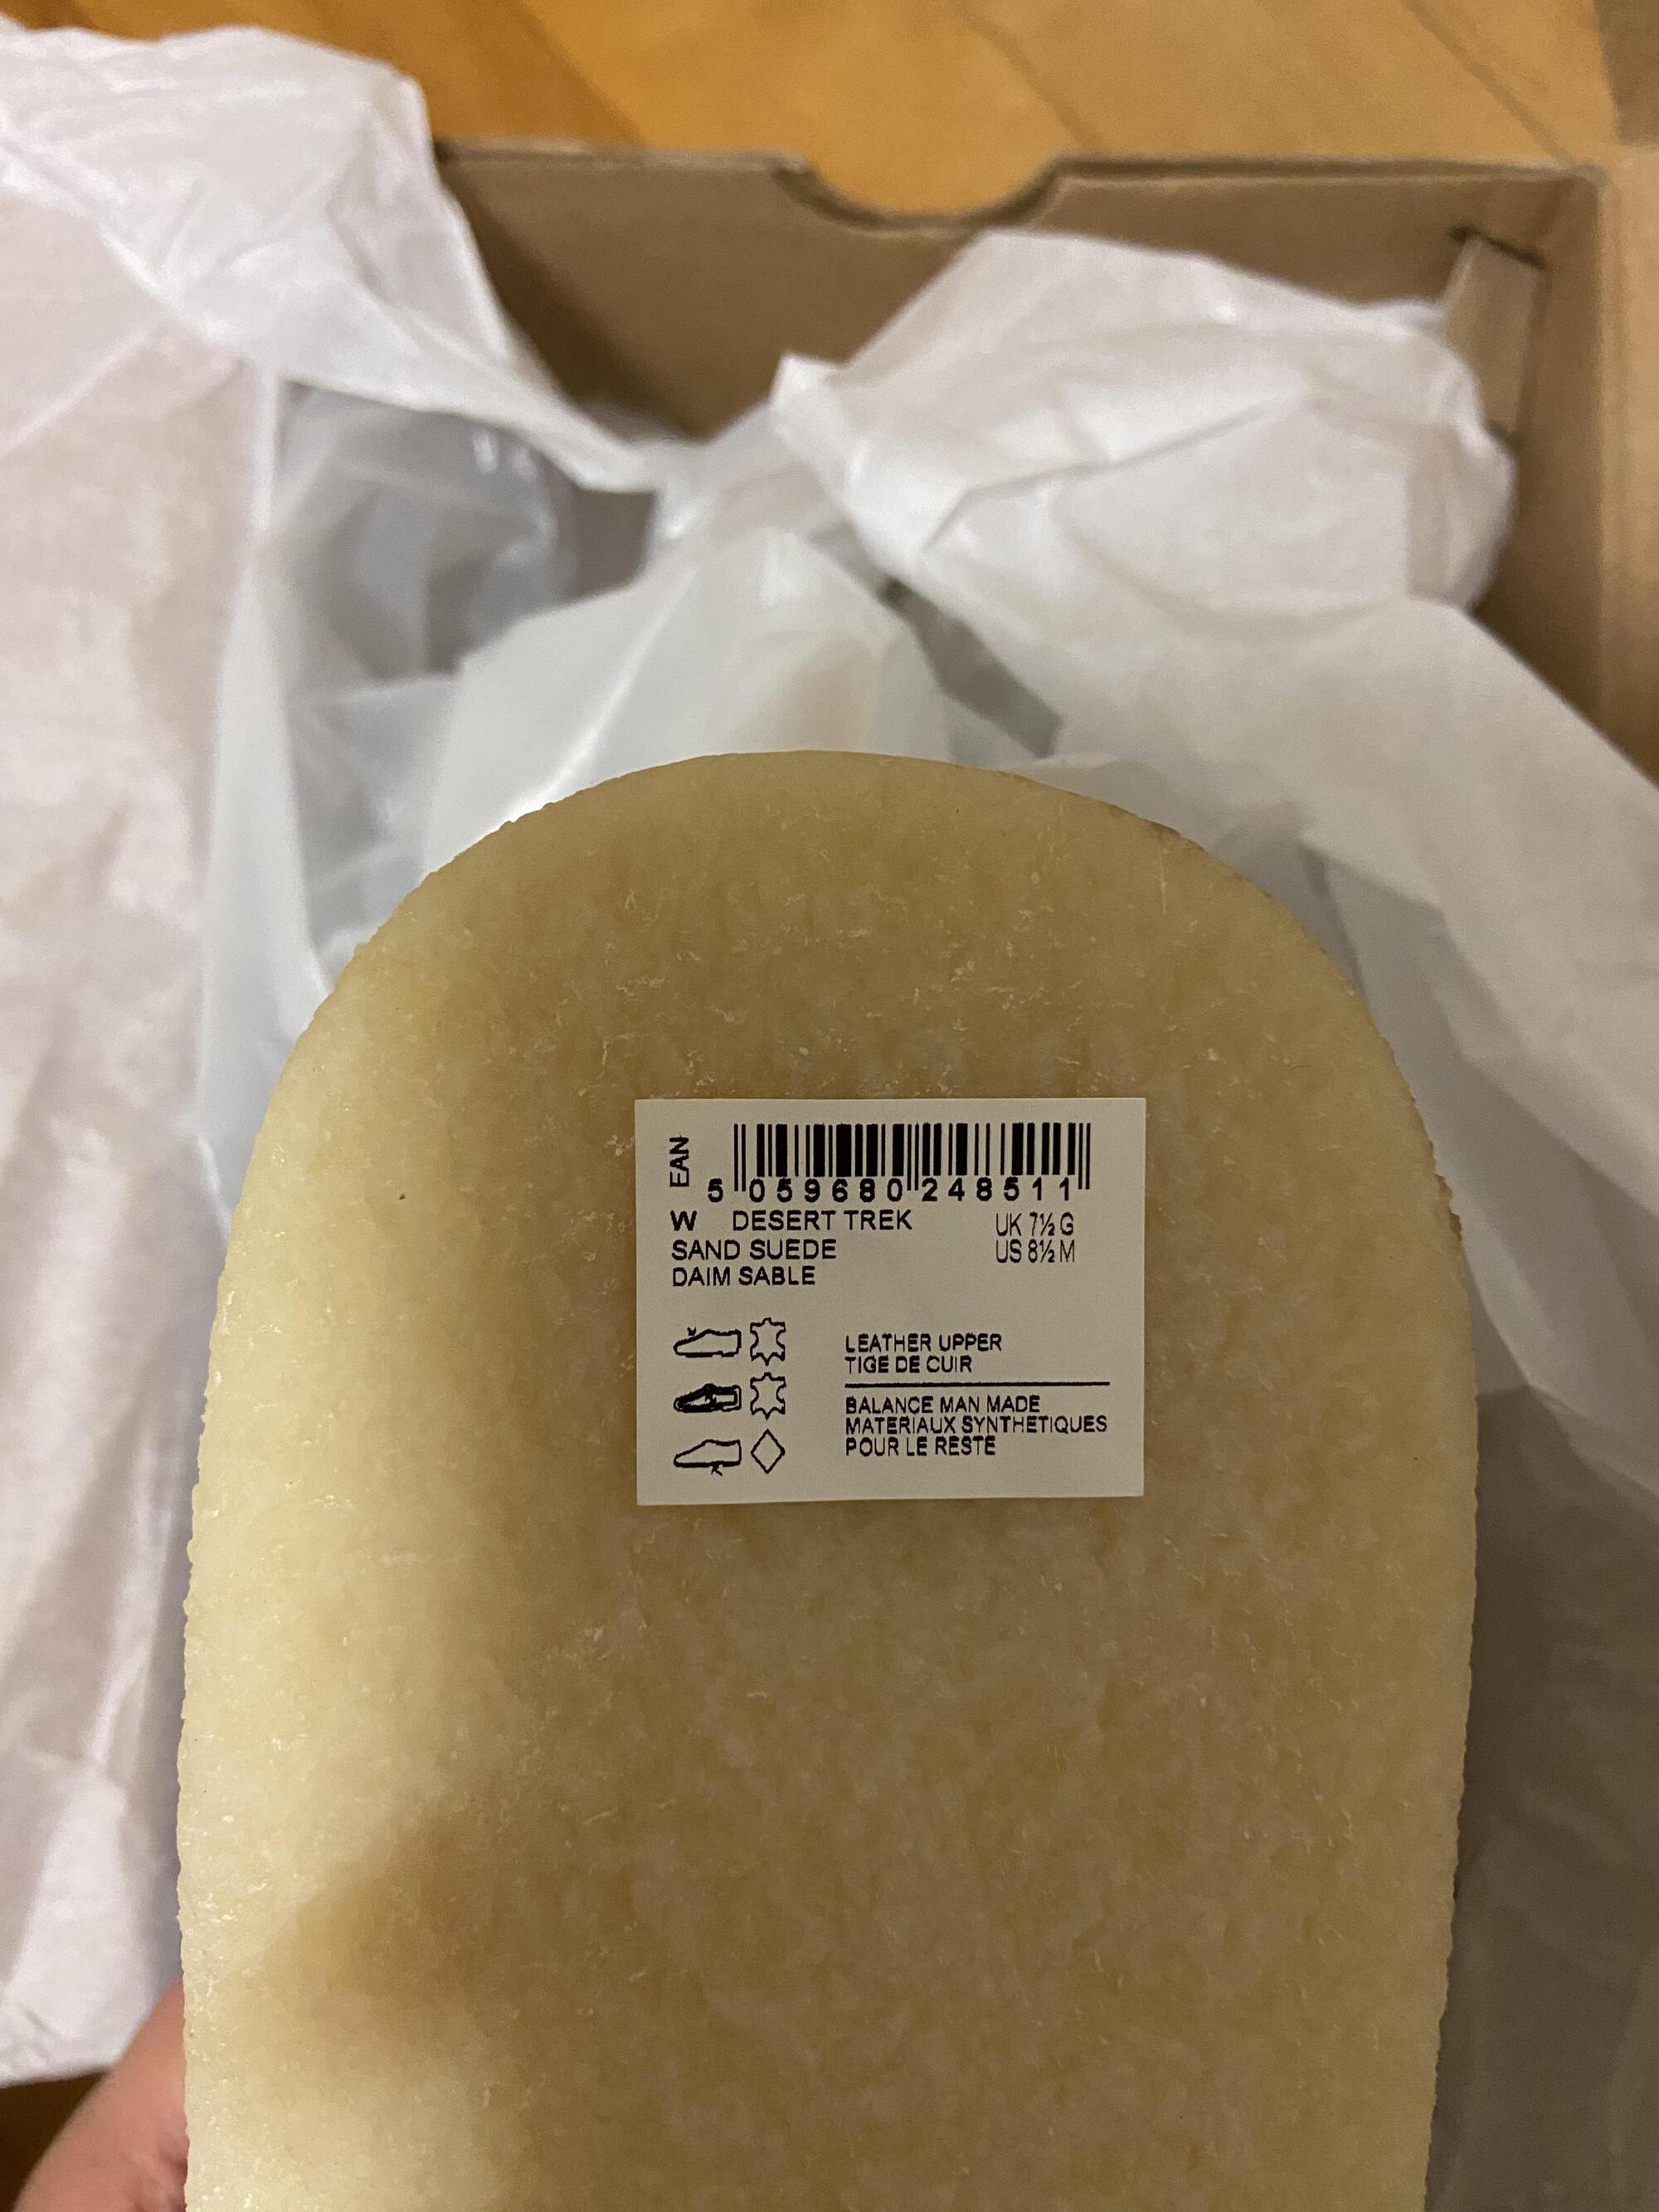 EAN
5 059680 248511
W DESERT TREK UK 7½ G
SAND SUEDE US 8½ M
DAIM SABLE
LEATHER UPPER
TIGE DE CUIR
BALANCE MAN MADE
MATERIAUX SYNTHETIQUES
POUR LE RESTE